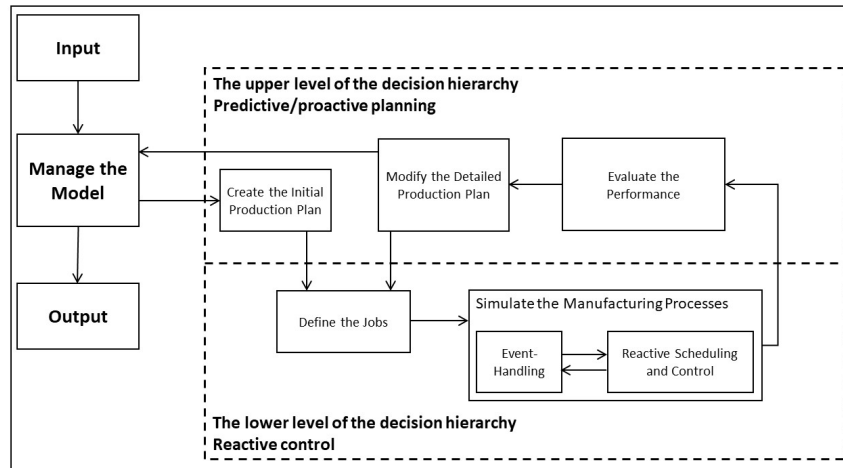 Input
The upper level of the decision hierarchy
Predictive/proactive planning
Manage the
Model
Create the Initial
Production Plan
Modify the Detailed
Production Plan
Evaluate the
Performance
Output
Define the Jobs
Simulate the Manufacturing Processes
Event-
Handling
Reactive Scheduling
and Control
The lower level of the decision hierarchy
Reactive control